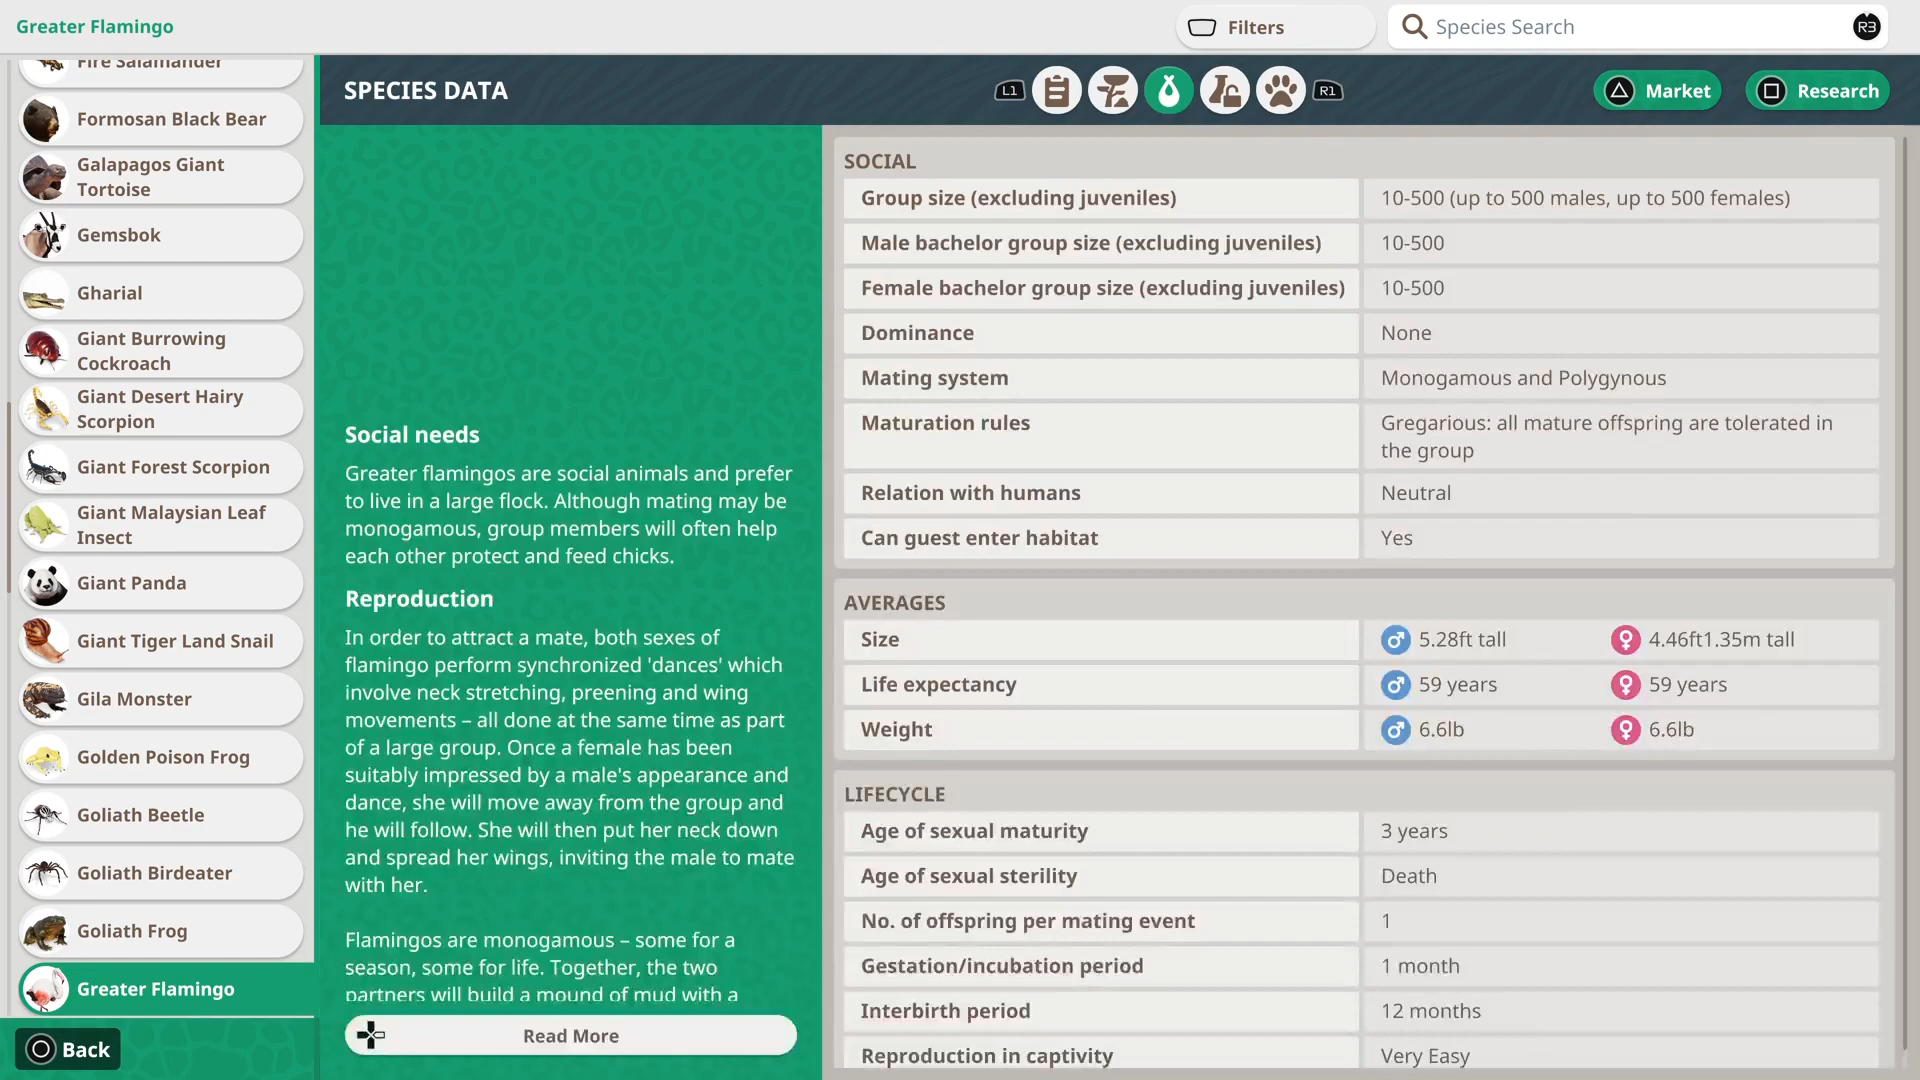 Greater Flamingo
Filters
Species Search
R3
Fire Salamander
Formosan Black Bear
Galapagos Giant
Tortoise
Gemsbok
Gharial
Giant Burrowing
Cockroach
Giant Desert Hairy
Scorpion
Giant Forest Scorpion
Giant Malaysian Leaf
Insect
Giant Panda
Giant Tiger Land Snail
Gila Monster
Golden Poison Frog
Goliath Beetle
Goliath Birdeater
Goliath Frog
Greater Flamingo
Back
SPECIES DATA
L1
R1
Market
Research
Social needs
Greater flamingos are social animals and prefer
to live in a large flock. Although mating may be
monogamous, group members will often help
each other protect and feed chicks.
Reproduction
In order to attract a mate, both sexes of
flamingo perform synchronized 'dances' which
involve neck stretching, preening and wing
movements – all done at the same time as part
of a large group. Once a female has been
suitably impressed by a male's appearance and
dance, she will move away from the group and
he will follow. She will then put her neck down
and spread her wings, inviting the male to mate
with her.
Flamingos are monogamous – some for a
season, some for life. Together, the two
partners will build a mound of mud with a
Read More
SOCIAL
Group size (excluding juveniles) 10-500 (up to 500 males, up to 500 females)
Male bachelor group size (excluding juveniles) 10-500
Female bachelor group size (excluding juveniles) 10-500
Dominance None
Mating system Monogamous and Polygynous
Maturation rules Gregarious: all mature offspring are tolerated in
the group
Relation with humans Neutral
Can guest enter habitat Yes
AVERAGES
Size 5.28ft tall 4.46ft1.35m tall
Life expectancy 59 years 59 years
Weight 6.6lb 6.6lb
LIFECYCLE
Age of sexual maturity 3 years
Age of sexual sterility Death
No. of offspring per mating event 1
Gestation/incubation period 1 month
Interbirth period 12 months
Reproduction in captivity Very Easy